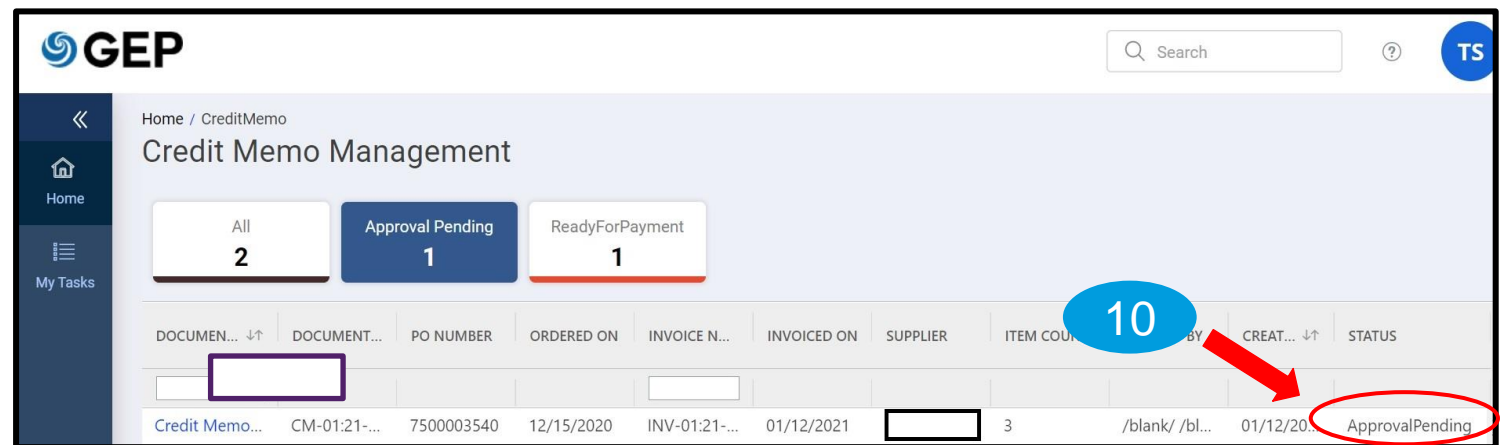 GEP
Search
?
TS
Home / CreditMemo
Credit Memo Management
Home
My Tasks
All
2
Approval Pending
1
ReadyForPayment
1
10
DOCUMEN... DOCUMENT... PO NUMBER ORDERED ON INVOICE N... INVOICED ON SUPPLIER ITEM COU BY CREAT... STATUS
Credit Memo... CM-01:21-... 7500003540 12/15/2020 INV-01:21-... 01/12/2021 3 /blank/ /bl... 01/12/20... ApprovalPending